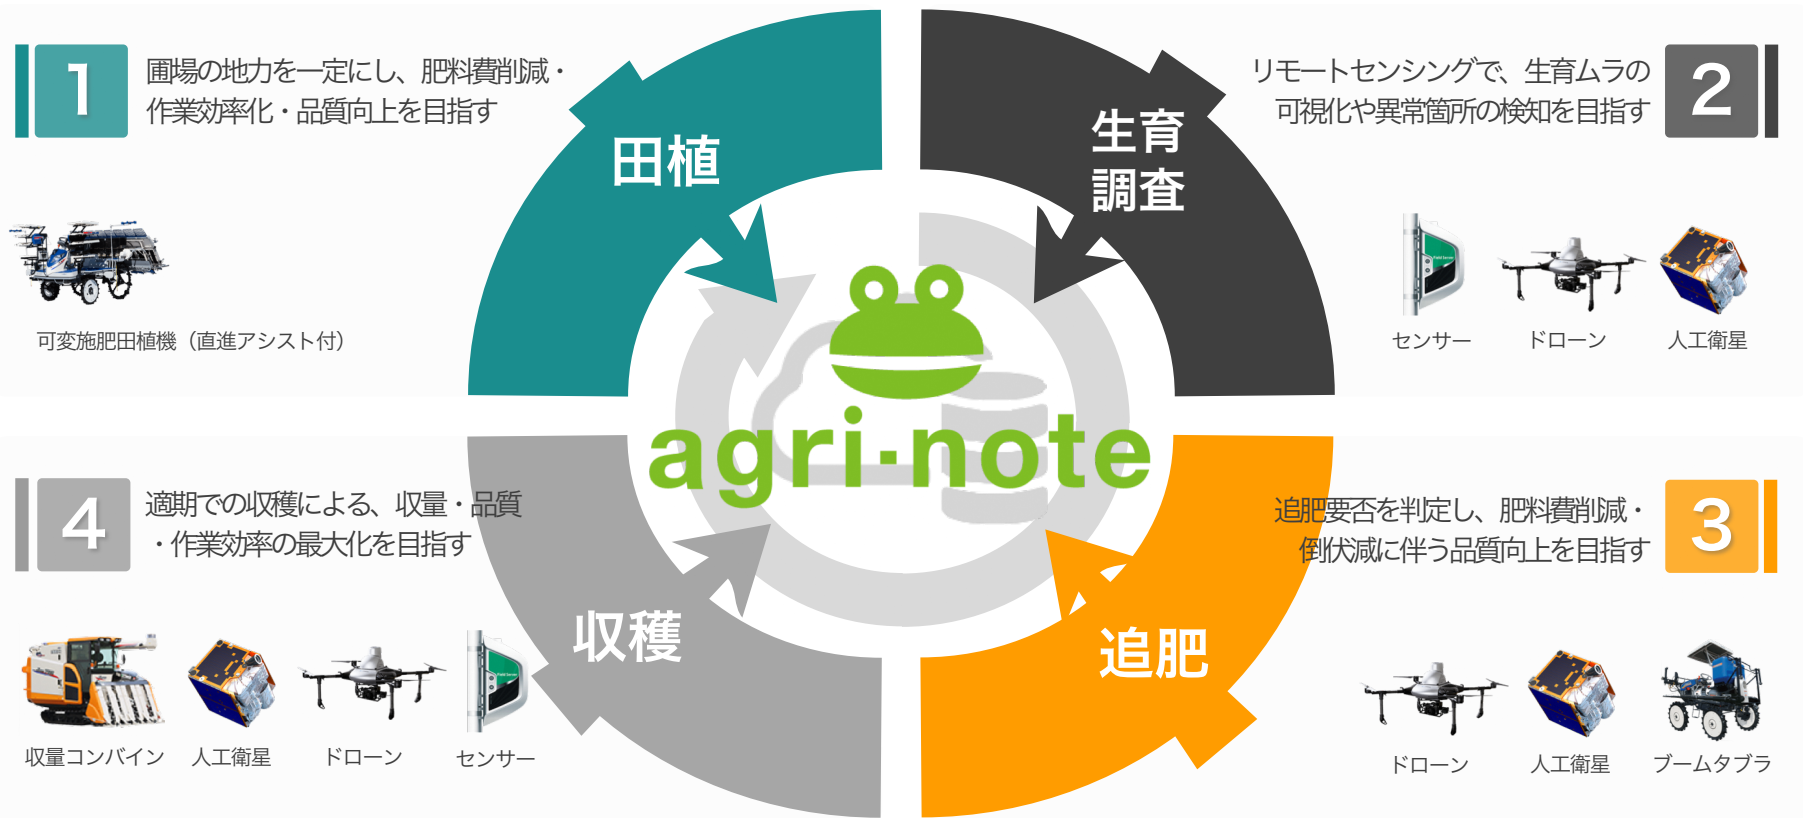 1
圃場の地力を一定にし、肥料費削減・
作業効率化・品質向上を目指す
田植
可変施肥田植機（直進アシスト付）
生育
調査
リモートセンシングで、生育ムラの
可視化や異常箇所の検知を目指す
2
センサー
ドローン
人工衛星
agri-note
4
適期での収穫による、収量・品質
・作業効率の最大化を目指す
収穫
収量コンバイン
人工衛星
ドローン
センサー
追肥要否を判定し、肥料費削減・
倒伏減に伴う品質向上を目指す
3
追肥
ドローン
人工衛星
ブームタブラ